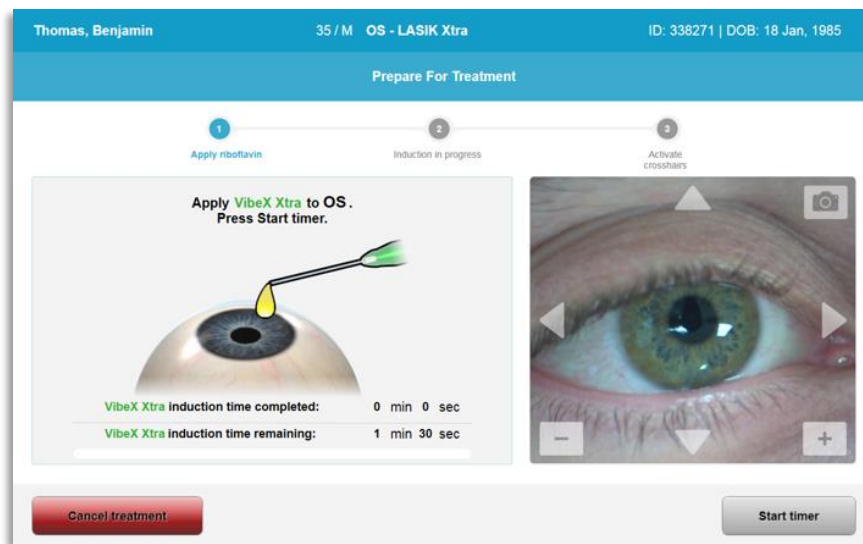 Thomas, Benjamin 35 / M OS - LASIK Xtra ID: 338271 | DOB: 18 Jan, 1985
Prepare For Treatment
1 2 3
Apply riboflavin Induction in progress Activate
crosshairs
Apply VibeX Xtra to OS .
Press Start timer.
VibeX Xtra induction time completed: 0 min 0 sec
VibeX Xtra induction time remaining: 1 min 30 sec
Cancel treatment Start timer